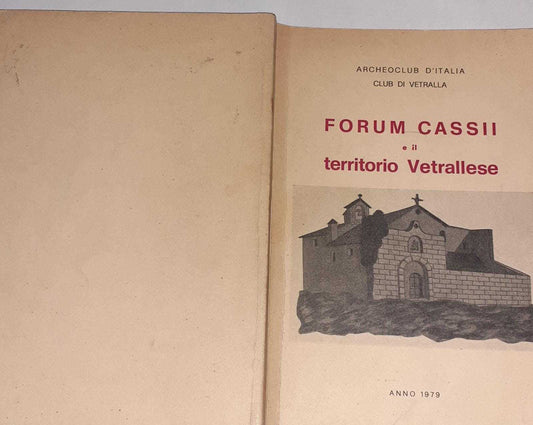 ARCHEOCLUB D'ITALIA
CLUB DI VETRALLA
FORUM CASSII
e il
territorio Vetrallese
ANNO 1979